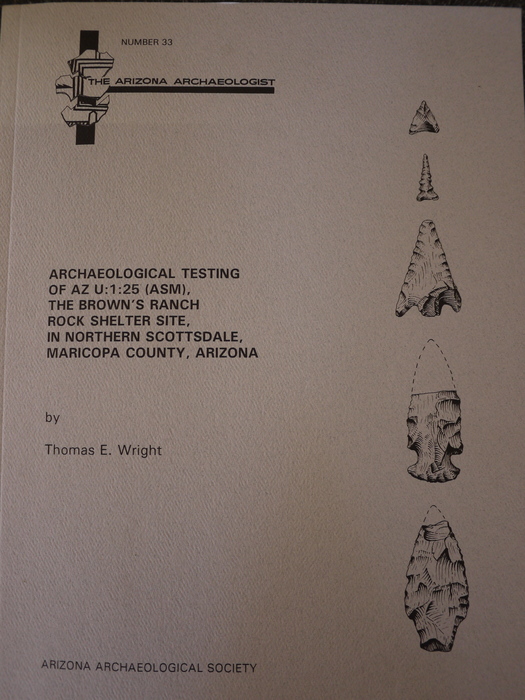 NUMBER 33
THE ARIZONA ARCHAEOLOGIST
ARCHAEOLOGICAL TESTING
OF AZ U:1:25 (ASM),
THE BROWN'S RANCH
ROCK SHELTER SITE,
IN NORTHERN SCOTTSDALE,
MARICOPA COUNTY, ARIZONA
by
Thomas E. Wright
ARIZONA ARCHAEOLOGICAL SOCIETY